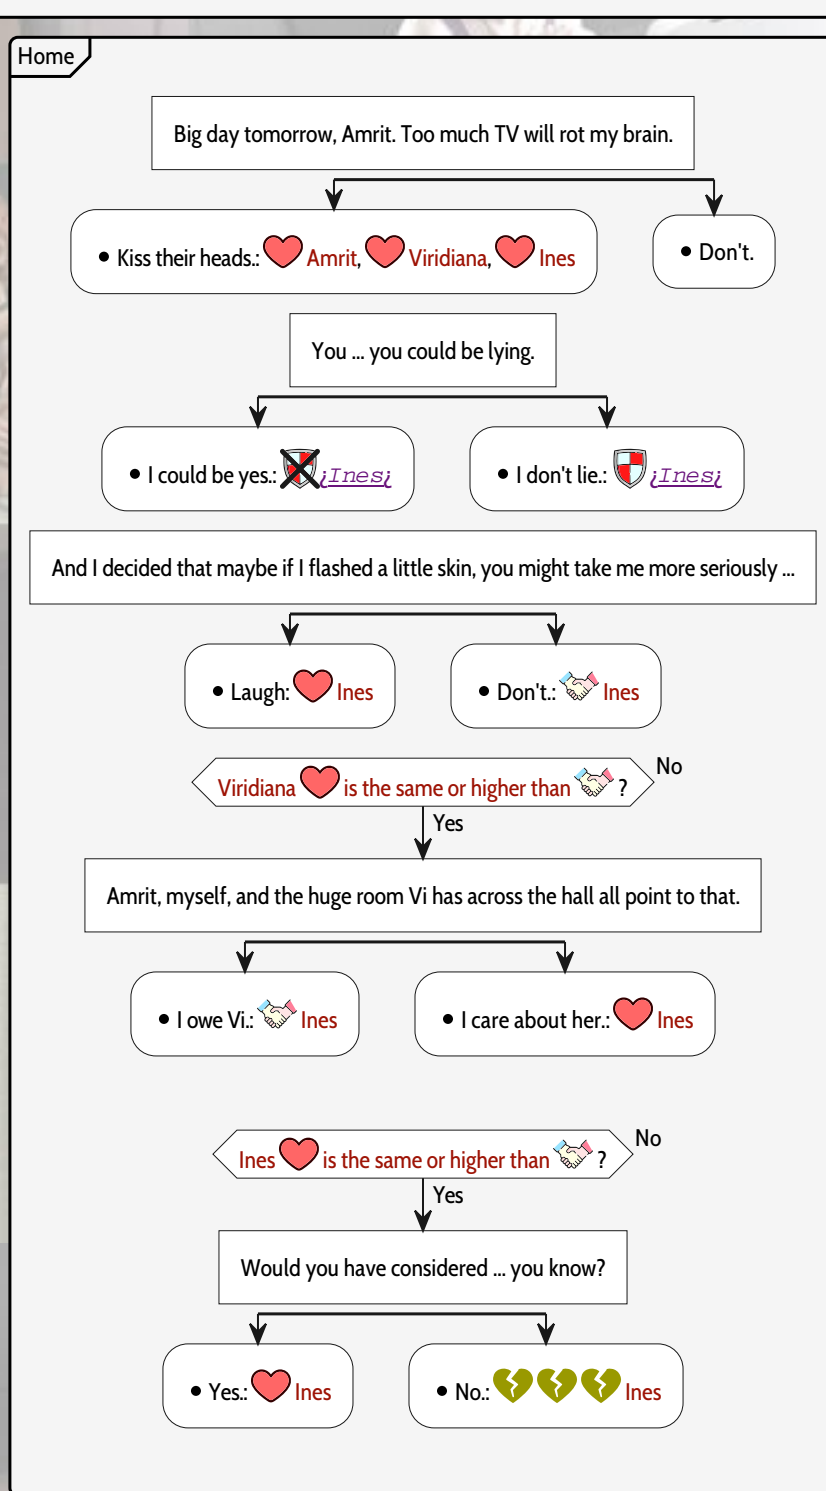 Home
Big day tomorrow, Amrit. Too much TV will rot my brain.
• Kiss their heads.: Amrit, Viridiana, Ines
• Don't.
You ... you could be lying.
• I could be yes.: ¿Ines¿
• I don't lie.: ¿Ines¿
And I decided that maybe if I flashed a little skin, you might take me more seriously ...
• Laugh: Ines
• Don't.: Ines
Viridiana is the same or higher than ?
No
Yes
Amrit, myself, and the huge room Vi has across the hall all point to that.
• I owe Vi.: Ines
• I care about her.: Ines
Ines is the same or higher than ?
No
Yes
Would you have considered ... you know?
• Yes.: Ines
• No.: Ines